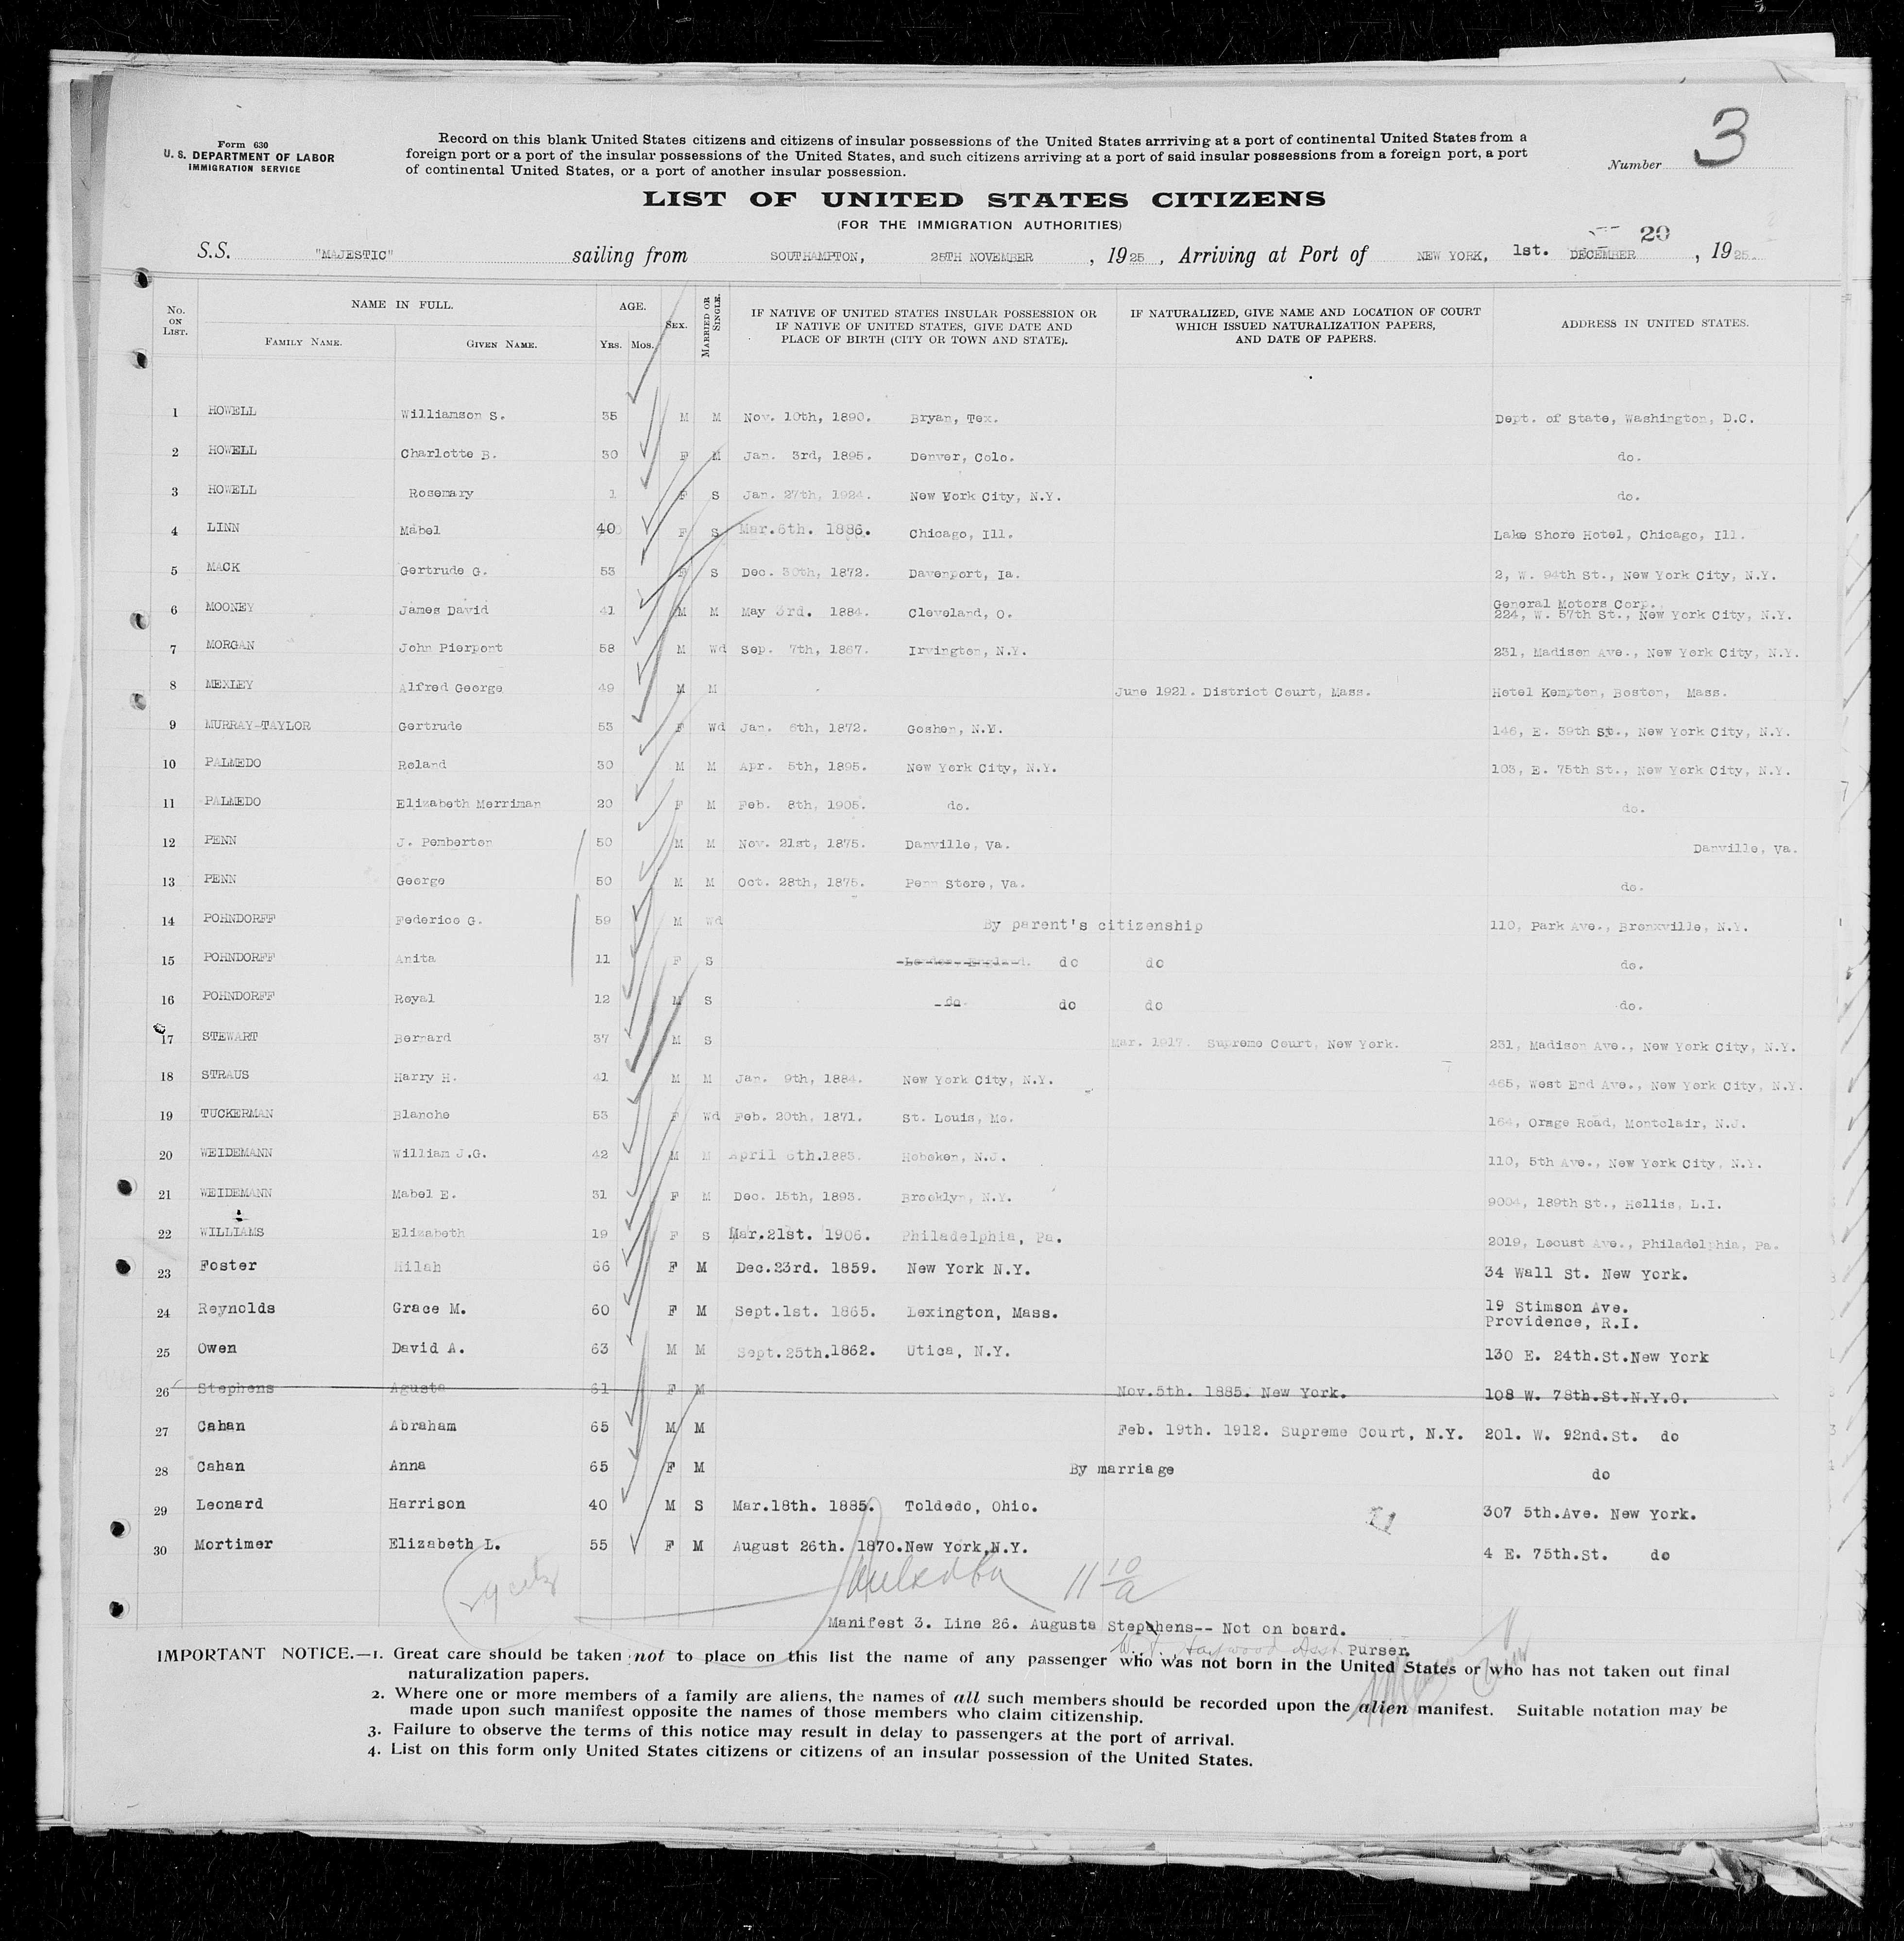 3
Form 630
U. S. DEPARTMENT OF LABOR
IMMIGRATION SERVICE
Record on this blank United States citizens and citizens of insular possessions of the United States arrriving at a port of continental United States from a
foreign port or a port of the insular possessions of the United States, and such citizens arriving at a port of said insular possessions from a foreign port, a port
of continental United States, or a port of another insular possession.
Number
LIST OF UNITED STATES CITIZENS
(FOR THE IMMIGRATION AUTHORITIES)
20
S.S. "MAJESTIC" sailing from SOUTHAMPTON, 25TH NOVEMBER, 1925, Arriving at Port of NEW YORK, 1st. DECEMBER, 1925.
No. ON LIST. NAME IN FULL. FAMILY NAME. GIVEN NAME. AGE. YRS. MOS. SEX. MARRIED OR SINGLE. IF NATIVE OF UNITED STATES INSULAR POSSESSION OR IF NATIVE OF UNITED STATES, GIVE DATE AND PLACE OF BIRTH (CITY OR TOWN AND STATE). IF NATURALIZED, GIVE NAME AND LOCATION OF COURT WHICH ISSUED NATURALIZATION PAPERS, AND DATE OF PAPERS. ADDRESS IN UNITED STATES.
1 HOWELL Williamson S. 35 M M Nov. 10th, 1890. Bryan, Tex. Dept. of State, Washington, D.C.
2 HOWELL Charlotte B. 30 F M Jan. 3rd, 1895. Denver, Colo. do.
3 HOWELL Rosemary 1 F S Jan. 27th, 1924. New York City, N.Y. do.
4 LINN Mabel 40 F S Mar.6th. 1886. Chicago, Ill. Lake Shore Hotel, Chicago, Ill.
5 MACK Gertrude G. 53 F S Dec. 30th, 1872. Davenport, Ia. 2, W. 94th St., New York City, N.Y.
6 MOONEY James David 41 M M May 3rd. 1884. Cleveland, O. General Motors Corp.
224, W. 57th St., New York City, N.Y.
7 MORGAN John Pierpont 58 M Wd Sep. 7th, 1867. Irvington, N.Y. 231, Madison Ave., New York City, N.Y.
8 MEXLEY Alfred George 49 M M June 1921. District Court, Mass. Hotel Kempton, Boston, Mass.
9 MURRAY-TAYLOR Gertrude 53 F Wd Jan. 6th, 1872. Goshen, N.Y. 146, E. 39th St., New York City, N.Y.
10 PALMEDO Roland 30 M M Apr. 5th, 1895. New York City, N.Y. 103, E. 75th St., New York City, N.Y.
11 PALMEDO Elizabeth Merriman 20 F M Feb. 8th, 1905. do. do.
12 PENN J. Pemberton 50 M M Nov. 21st, 1875. Danville, Va. Danville, Va.
13 PENN George 50 M M Oct. 28th, 1875. Penn Store, Va. do.
14 POHNDORFF Federico G. 59 M Wd By parent's citizenship 110, Park Ave., Bronxville, N.Y.
15 POHNDORFF Anita 11 F S London, England. do do do.
16 POHNDORFF Royal 12 M S do do do do.
17 STEWART Bernard 37 M S Mar. 1917. Supreme Court, New York. 231, Madison Ave., New York City, N.Y.
18 STRAUS Harry H. 41 M M Jan. 9th, 1884. New York City, N.Y. 465, West End Ave., New York City, N.Y.
19 TUCKERMAN Blanche 53 F Wd Feb. 20th, 1871. St. Louis, Mo. 164, Orage Road, Montclair, N.J.
20 WEIDEMANN William J.G. 42 M M April 6th.1883. Hoboken, N.J. 110, 5th Ave., New York City, N.Y.
21 WEIDEMANN Mabel E. 31 F M Dec. 15th, 1893. Brooklyn, N.Y. 9004, 189th St., Hollis, L.I.
22 WILLIAMS Elizabeth 19 F S Mar.21st. 1906. Philadelphia, Pa. 2019, Locust Ave., Philadelphia, Pa.
23 Foster Hilah 66 F M Dec.23rd. 1859. New York N.Y. 34 Wall St. New York.
24 Reynolds Grace M. 60 F M Sept.1st. 1865. Lexington, Mass. 19 Stimson Ave.
Providence, R.I.
25 Owen David A. 63 M M Sept.25th.1862. Utica, N.Y. 130 E. 24th.St.New York
26 Stephens Agusta 61 F M Nov.5th. 1885. New York. 108 W. 78th.St.N.Y.C.
27 Cahan Abraham 65 M M Feb. 19th. 1912. Supreme Court, N.Y. 201. W. 92nd.St. do
28 Cahan Anna 65 F M By marriage do
29 Leonard Harrison 40 M S Mar.18th. 1885. Toldedo, Ohio. 307 5th.Ave. New York.
30 Mortimer Elizabeth L. 55 F M August 26th. 1870.New York,N.Y. 4 E. 75th.St. do
11 10/a
Manifest 3. Line 26. Augusta Stephens-- Not on board.
Purser.
IMPORTANT NOTICE.—1. Great care should be taken not to place on this list the name of any passenger who was not born in the United States or who has not taken out final
naturalization papers.
2. Where one or more members of a family are aliens, the names of all such members should be recorded upon the alien manifest. Suitable notation may be
made upon such manifest opposite the names of those members who claim citizenship.
3. Failure to observe the terms of this notice may result in delay to passengers at the port of arrival.
4. List on this form only United States citizens or citizens of an insular possession of the United States.